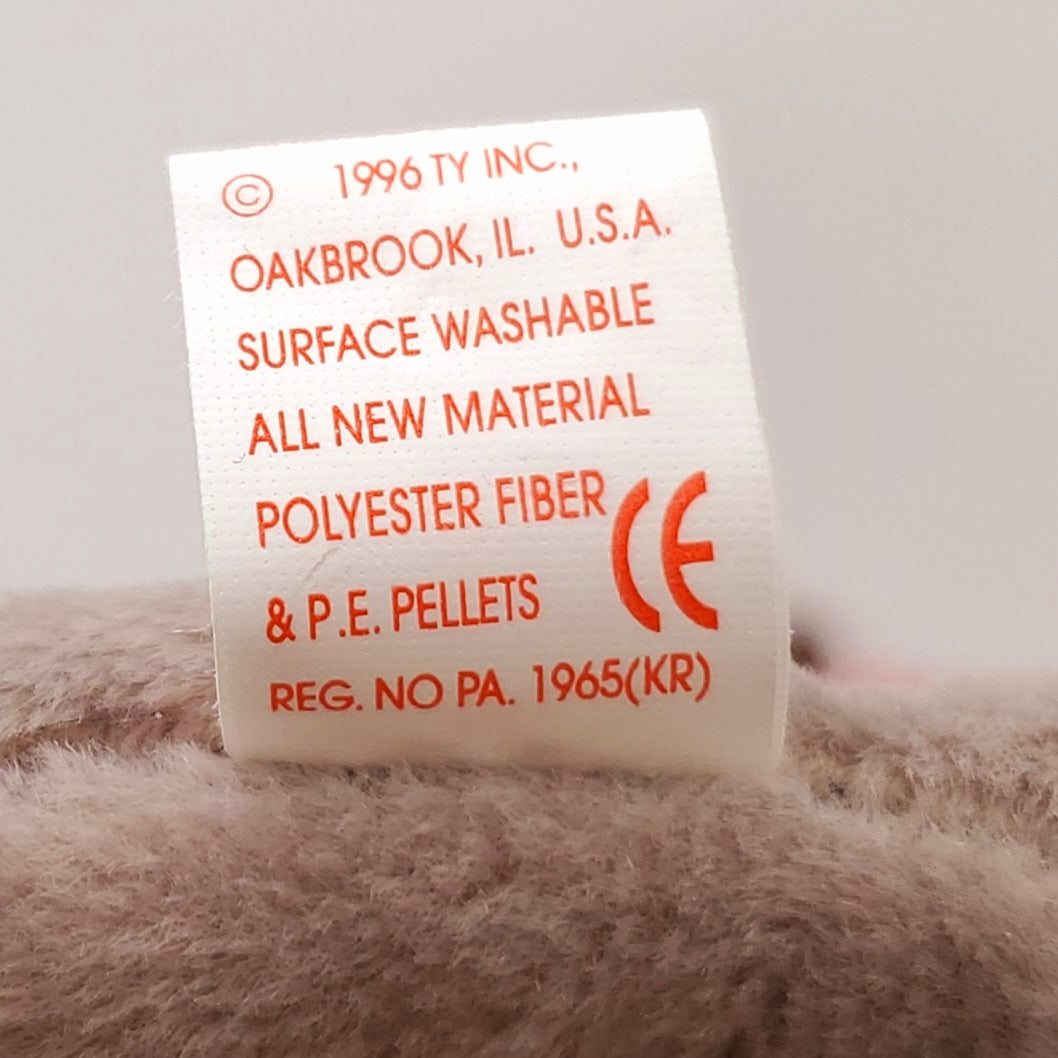 © 1996 TY INC.,
OAKBROOK, IL. U.S.A.
SURFACE WASHABLE
ALL NEW MATERIAL
POLYESTER FIBER
& P.E. PELLETS CE
REG. NO PA. 1965(KR)